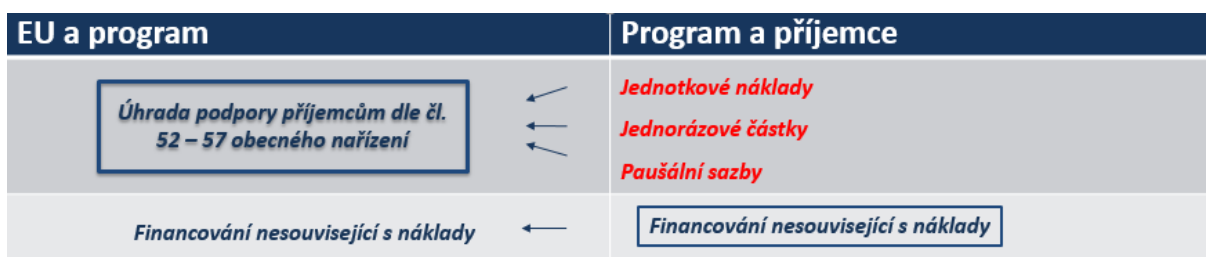 EU a program
Program a příjemce
Úhrada podpory příjemcům dle čl.
52 – 57 obecného nařízení
Jednotkové náklady
Jednorázové částky
Paušální sazby
Financování nesouvisející s náklady
Financování nesouvisející s náklady